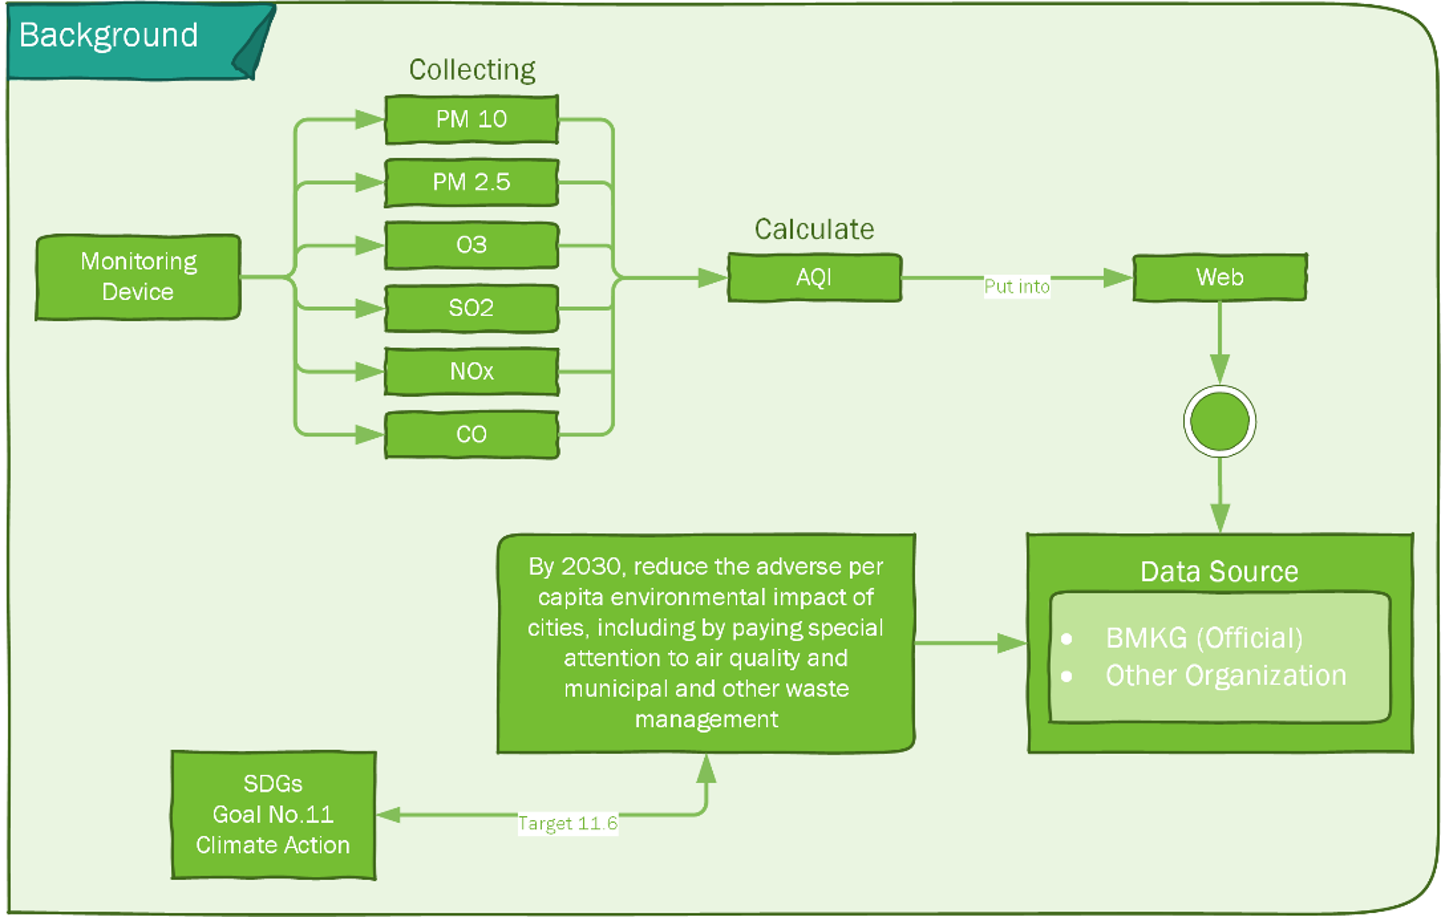 Background
Collecting
PM 10
PM 2.5
O3
SO2
NOx
CO
Monitoring
Device
Calculate
AQI
Put into
Web
Data Source
• BMKG (Official)
• Other Organization
By 2030, reduce the adverse per
capita environmental impact of
cities, including by paying special
attention to air quality and
municipal and other waste
management
SDGs
Goal No.11
Climate Action
Target 11.6